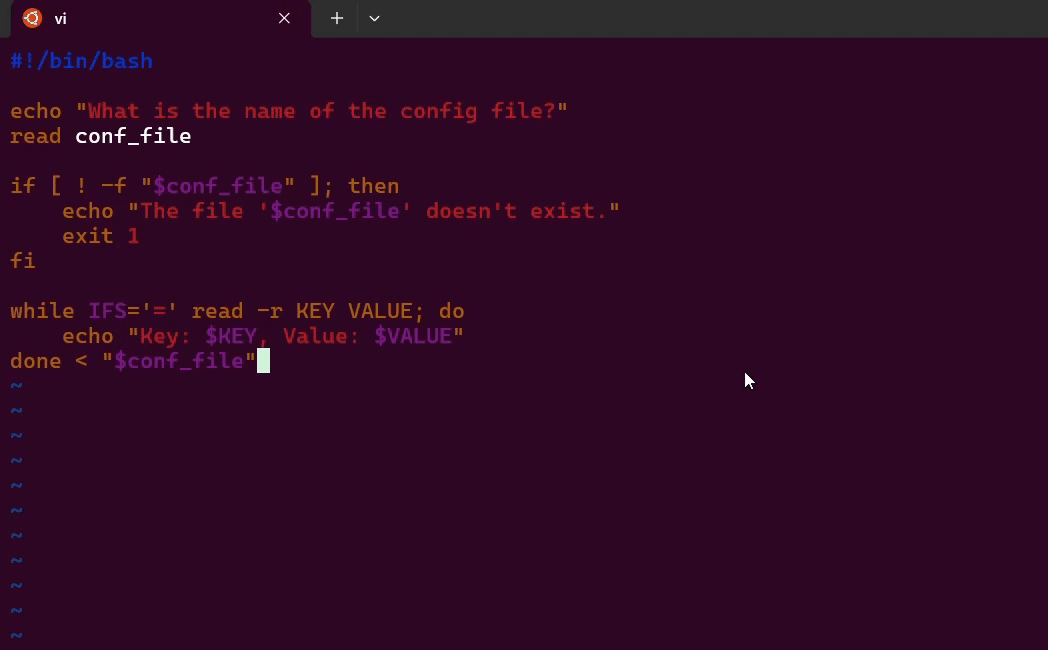 vi
#!/bin/bash
echo "What is the name of the config file?"
read conf_file
if [ ! -f "$conf_file" ]; then
    echo "The file '$conf_file' doesn't exist."
    exit 1
fi
while IFS='=' read -r KEY VALUE; do
    echo "Key: $KEY, Value: $VALUE"
done < "$conf_file"
~
~
~
~
~
~
~
~
~
~
~